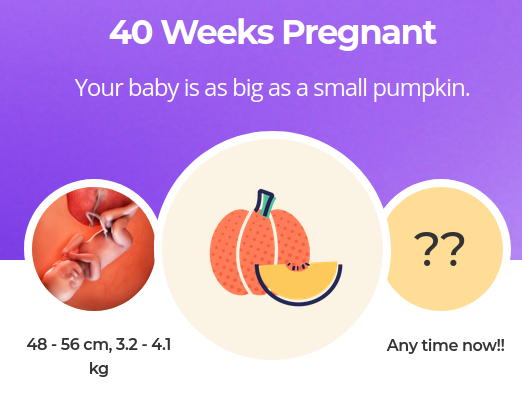 40 Weeks Pregnant
Your baby is as big as a small pumpkin.
??
48 - 56 cm, 3.2 - 4.1
kg
Any time now!!